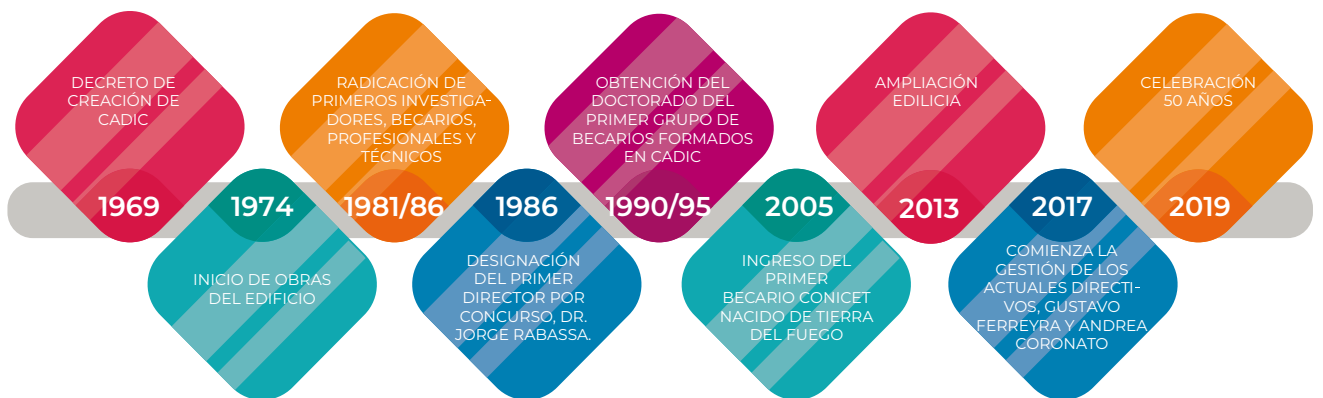 DECRETO DE
CREACIÓN DE
CADIC
1969
1974
INICIO DE OBRAS
DEL EDIFICIO
RADICACIÓN DE
PRIMEROS INVESTIGA-
DORES, BECARIOS,
PROFESIONALES Y
TÉCNICOS
1981/86
1986
DESIGNACIÓN
DEL PRIMER
DIRECTOR POR
CONCURSO, DR.
JORGE RABASSA.
OBTENCIÓN DEL
DOCTORADO DEL
PRIMER GRUPO DE
BECARIOS FORMADOS
EN CADIC
1990/95
2005
INGRESO DEL
PRIMER
BECARIO CONICET
NACIDO DE TIERRA
DEL FUEGO
AMPLIACIÓN
EDILICIA
2013
2017
COMIENZA LA
GESTIÓN DE LOS
ACTUALES DIRECTI-
VOS, GUSTAVO
FERREYRA Y ANDREA
CORONATO
CELEBRACIÓN
50 AÑOS
2019